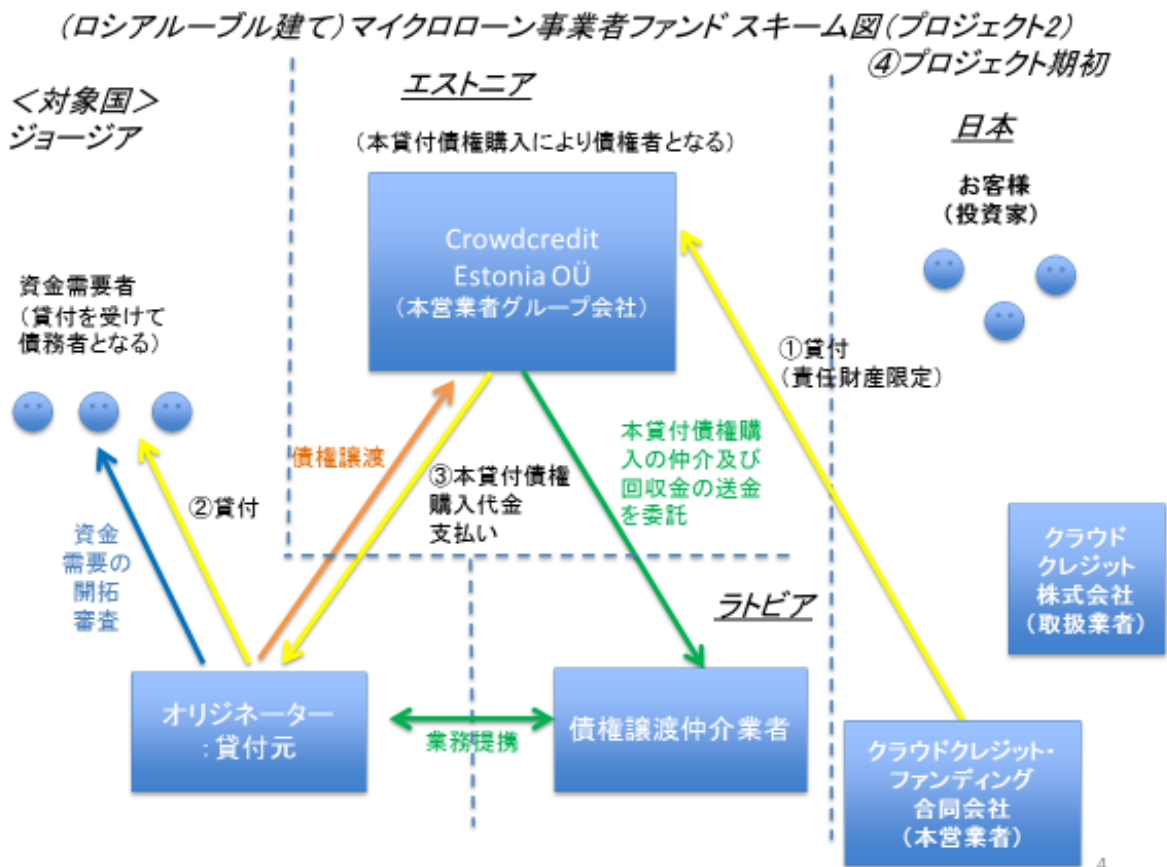 (ロシアルーブル建て)マイクロローン事業者ファンド スキーム図(プロジェクト2)
④プロジェクト期初
＜対象国＞
ジョージア
エストニア
(本貸付債権購入により債権者となる)
日本
お客様
(投資家)
Crowdcredit
Estonia OÜ
(本営業者グループ会社)
資金需要者
(貸付を受けて
債務者となる)
①貸付
(責任財産限定)
債権譲渡
③本貸付債権
購入代金
支払い
本貸付債権購
入の仲介及び
回収金の送金
を委託
②貸付
資金
需要の
開拓
審査
ラトビア
クラウド
クレジット
株式会社
(取扱業者)
オリジネーター
:貸付元
業務提携
債権譲渡仲介業者
クラウドクレジット・
ファンディング
合同会社
(本営業者)
4